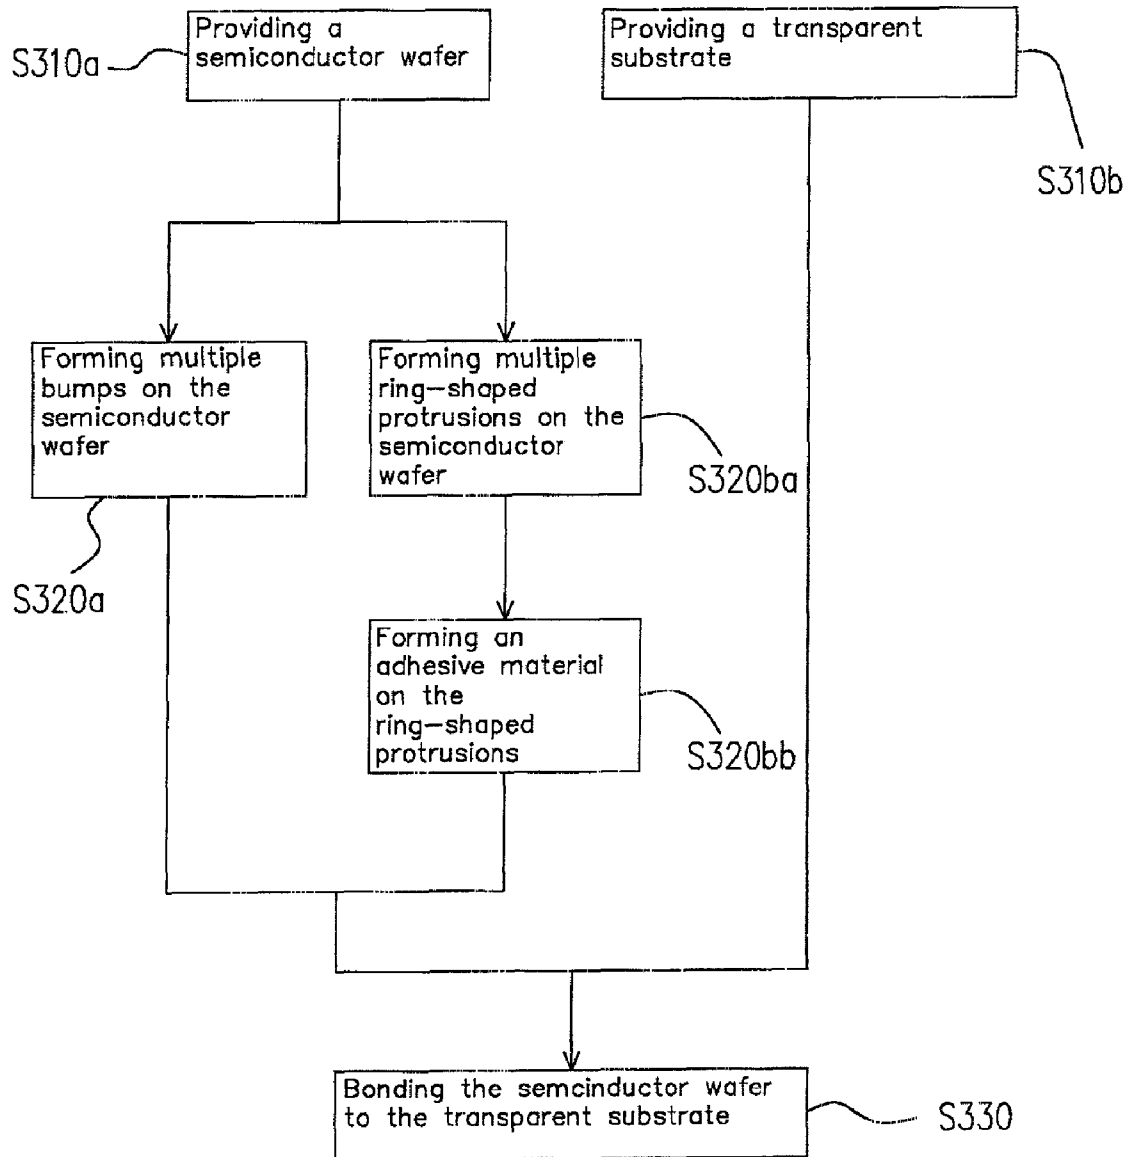 Providing a
semiconductor wafer
S310a
Providing a transparent
substrate
S310b
Forming multiple
bumps on the
semiconductor
wafer
S320a
Forming multiple
ring-shaped
protrusions on the
semiconductor
wafer
S320ba
Forming an
adhesive material
on the
ring-shaped
protrusions
S320bb
Bonding the semcinductor wafer
to the transparent substrate
S330